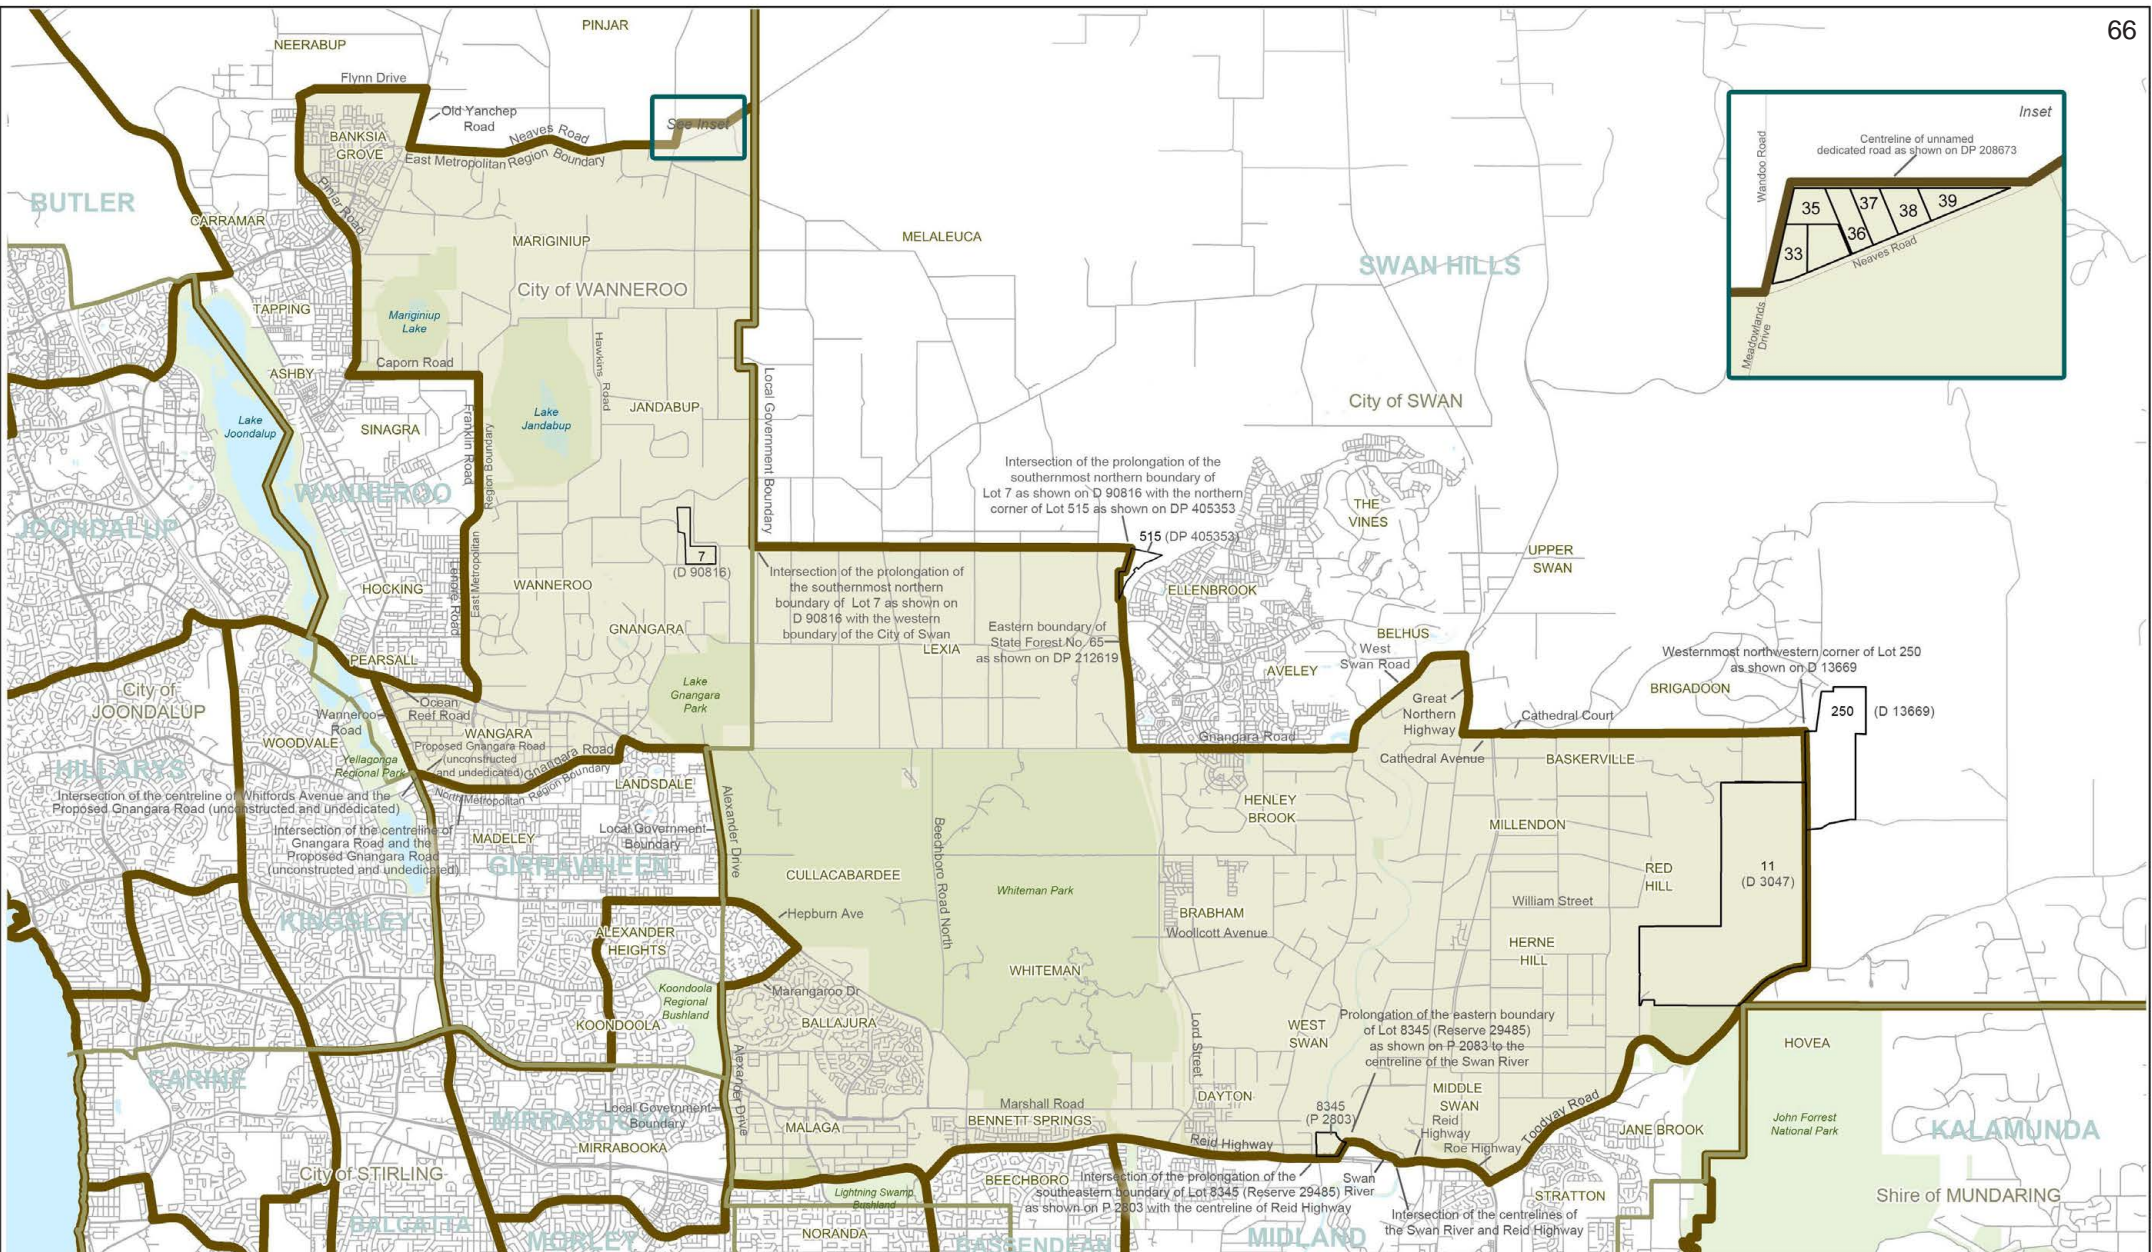 66
PINJAR
NEERABUP
Flynn Drive
Old Yanchep
Road
Neaves Road
East Metropolitan Region Boundary
See Inset
BANKSIA
GROVE
Pinjar Road
BUTLER
CARRAMAR
MARIGINIUP
MELALEUCA
SWAN HILLS
Inset
Centreline of unnamed
dedicated road as shown on DP 208673
Wandoo Road
35
37
38
39
36
33
Neaves Road
Meadowlands
Drive
City of WANNEROO
TAPPING
Mariginiup
Lake
Caporn Road
ASHBY
Hawkins Road
Local Government Boundary
City of SWAN
Lake
Joondalup
SINAGRA
Franklin Road
Region Boundary
Lake
Jandabup
JANDABUP
Intersection of the prolongation of the
southernmost northern boundary of
Lot 7 as shown on D 90816 with the northern
corner of Lot 515 as shown on DP 405353
WANNEROO
JOONDALUP
THE
VINES
515 (DP 405353)
UPPER
SWAN
7
(D 90816)
HOCKING
Lenore Road
East Metropolitan
WANNEROO
Intersection of the prolongation of
the southernmost northern
boundary of Lot 7 as shown on
D 90816 with the western
boundary of the City of Swan
ELLENBROOK
GNANGARA
Eastern boundary of
State Forest No. 65
as shown on DP 212619
LEXIA
BELHUS
West
Swan Road
Westernmost northwestern corner of Lot 250
as shown on D 13669
PEARSALL
AVELEY
BRIGADOON
City of
JOONDALUP
Lake
Gnangara
Park
Great
Northern
Highway
250
(D 13669)
Ocean
Reef Road
Wanneroo
Road
Cathedral Court
WOODVALE
WANGARA
Gnangara Road
Proposed Gnangara Road
(unconstructed
and undedicated)
Gnangara Road
Cathedral Avenue
BASKERVILLE
HILLARYS
Yellagonga
Regional Park
North Metropolitan Region Boundary
LANDSDALE
Intersection of the centreline of Whitfords Avenue and the
Proposed Gnangara Road (unconstructed and undedicated)
Alexander Drive
HENLEY
BROOK
Intersection of the centreline of
Gnangara Road and the
Proposed Gnangara Road
(unconstructed and undedicated)
MADELEY
Local Government
Boundary
Beechboro Road North
MILLENDON
GIRRAWHEEN
CULLACABARDEE
Whiteman Park
RED
HILL
11
(D 3047)
William Street
KINGSLEY
Hepburn Ave
BRABHAM
Woollcott Avenue
ALEXANDER
HEIGHTS
HERNE
HILL
WHITEMAN
Koondoola
Regional
Bushland
Marangaroo Dr
KOONDOOLA
BALLAJURA
Lord Street
WEST
SWAN
Prolongation of the eastern boundary
of Lot 8345 (Reserve 29485)
as shown on P 2083 to the
centreline of the Swan River
HOVEA
CARINE
Alexander Drive
DAYTON
MIDDLE
SWAN
Marshall Road
8345
(P 2803)
Reid
Highway
Toodyay Road
MIRRABOOKA
Local Government
Boundary
MALAGA
BENNETT SPRINGS
Roe Highway
JANE BROOK
John Forrest
National Park
KALAMUNDA
MIRRABOOKA
Reid Highway
City of STIRLING
BEECHBORO
Intersection of the prolongation of the
southeastern boundary of Lot 8345 (Reserve 29485)
as shown on P 2803 with the centreline of Reid Highway
Swan
River
STRATTON
Shire of MUNDARING
Lightning Swamp
Bushland
Intersection of the centrelines of
the Swan River and Reid Highway
BALCATTA
NORANDA
MORLEY
BASSENDEAN
MIDLAND